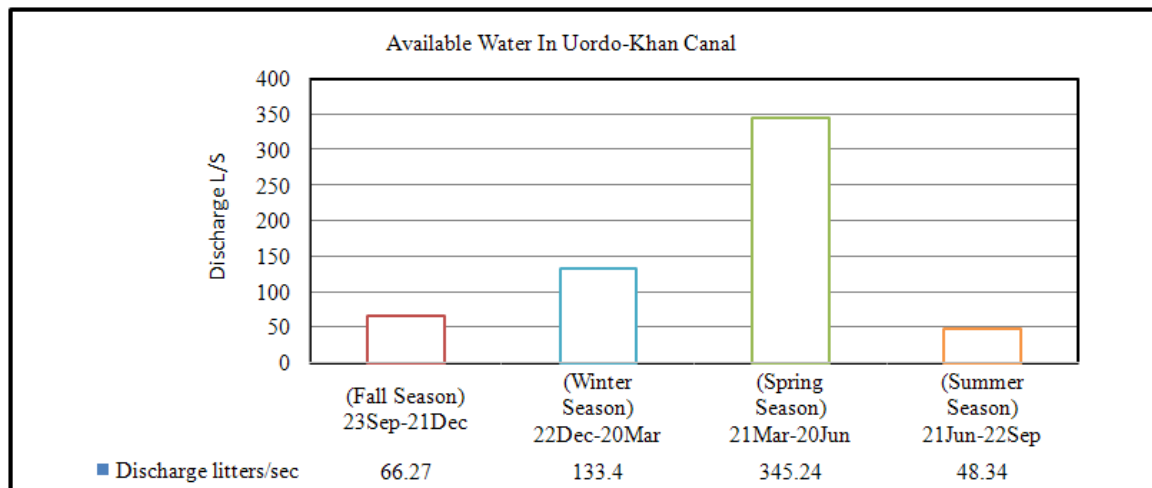 Available Water In Uordo-Khan Canal
Discharge L/S
400
350
300
250
200
150
100
50
0
(Fall Season)
23Sep-21Dec
(Winter
Season)
22Dec-20Mar
(Spring
Season)
21Mar-20Jun
(Summer
Season)
21Jun-22Sep
Discharge litters/sec 66.27 133.4 345.24 48.34